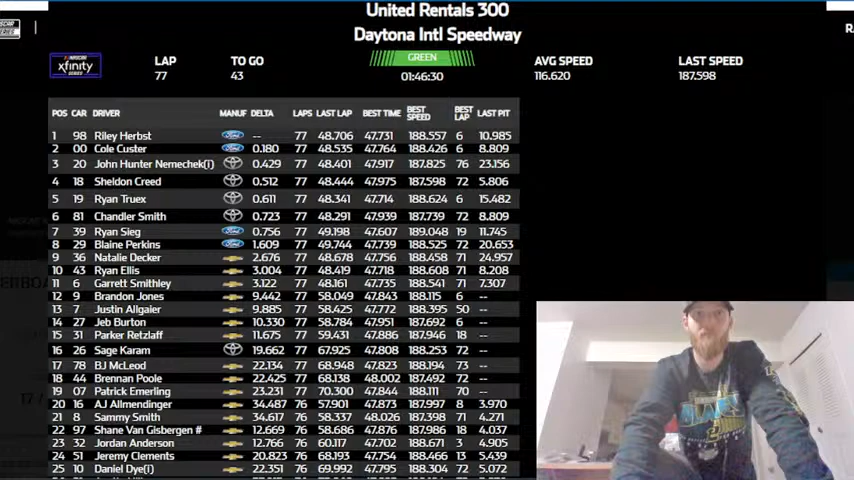 United Rentals 300
Daytona Intl Speedway
xfinity
SERIES
LAP TO GO GREEN AVG SPEED LAST SPEED
77 43 01:46:30 116.620 187.598
POS CAR DRIVER MANUF DELTA LAPS LAST LAP BEST TIME BEST SPEED BEST LAP LAST PIT
1 98 Riley Herbst -- 77 48.706 47.731 188.557 6 10.985
2 00 Cole Custer 0.180 77 48.535 47.764 188.426 6 8.809
3 20 John Hunter Nemechek(i) 0.429 77 48.401 47.917 187.825 76 23.156
4 18 Sheldon Creed 0.512 77 48.444 47.975 187.598 72 5.806
5 19 Ryan Truex 0.611 77 48.341 47.714 188.624 6 15.482
6 81 Chandler Smith 0.723 77 48.291 47.939 187.739 72 8.809
7 39 Ryan Sieg 0.756 77 49.198 47.607 189.048 19 11.745
8 29 Blaine Perkins 1.609 77 49.744 47.739 188.525 72 20.653
9 36 Natalie Decker 2.676 77 48.678 47.756 188.458 71 24.957
10 43 Ryan Ellis 3.004 77 48.419 47.718 188.608 71 8.208
11 6 Garrett Smithley 3.122 77 48.161 47.735 188.541 71 7.307
12 9 Brandon Jones 9.442 77 58.049 47.843 188.115 6 --
13 7 Justin Allgaier 9.885 77 58.425 47.772 188.395 50 --
14 27 Jeb Burton 10.330 77 58.784 47.951 187.692 6 --
15 31 Parker Retzlaff 11.675 77 59.431 47.886 187.946 18 --
16 26 Sage Karam 19.662 77 67.925 47.808 188.253 72 --
17 78 BJ McLeod 22.134 77 68.948 47.823 188.194 73 --
18 44 Brennan Poole 22.425 77 68.138 48.002 187.492 72 --
19 07 Patrick Emerling 23.231 77 70.300 47.844 188.111 70 --
20 16 AJ Allmendinger 34.487 76 57.901 47.873 187.997 8 3.970
21 8 Sammy Smith 34.617 76 58.337 48.026 187.398 71 4.271
22 97 Shane Van Gisbergen # 12.669 76 58.686 47.876 187.986 18 4.037
23 32 Jordan Anderson 12.766 76 60.117 47.702 188.671 3 4.905
24 51 Jeremy Clements 20.823 76 68.193 47.754 188.466 13 5.439
25 10 Daniel Dye(i) 22.351 76 69.992 47.795 188.304 72 5.072